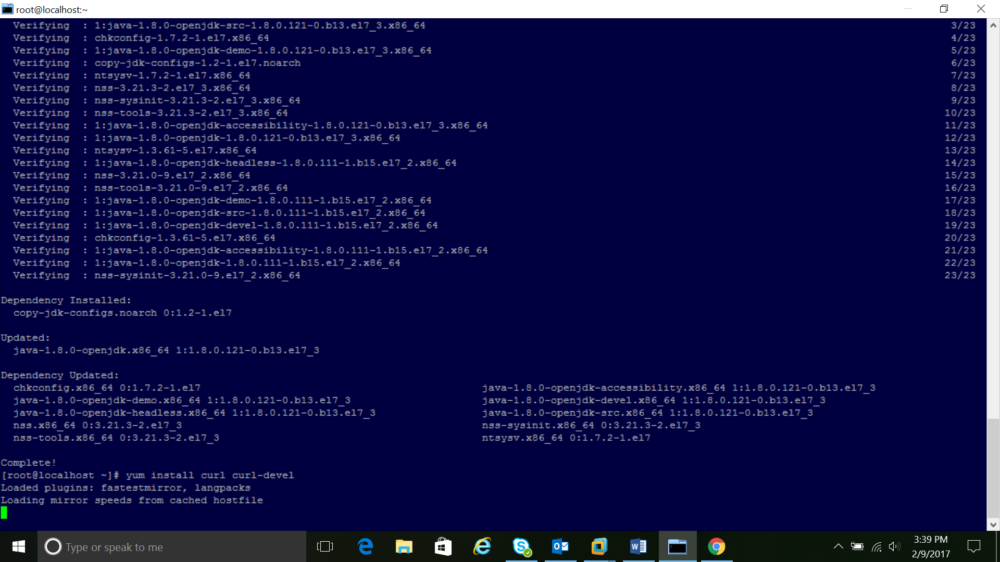 root@localhost:~
Verifying : 1:java-1.8.0-openjdk-src-1.8.0.121-0.b13.el7_3.x86_64 3/23
Verifying : chkconfig-1.7.2-1.el7.x86_64 4/23
Verifying : 1:java-1.8.0-openjdk-demo-1.8.0.121-0.b13.el7_3.x86_64 5/23
Verifying : copy-jdk-configs-1.2-1.el7.noarch 6/23
Verifying : ntsysv-1.7.2-1.el7.x86_64 7/23
Verifying : nss-3.21.3-2.el7_3.x86_64 8/23
Verifying : nss-sysinit-3.21.3-2.el7_3.x86_64 9/23
Verifying : nss-tools-3.21.3-2.el7_3.x86_64 10/23
Verifying : 1:java-1.8.0-openjdk-accessibility-1.8.0.121-0.b13.el7_3.x86_64 11/23
Verifying : 1:java-1.8.0-openjdk-1.8.0.121-0.b13.el7_3.x86_64 12/23
Verifying : ntsysv-1.3.61-5.el7.x86_64 13/23
Verifying : 1:java-1.8.0-openjdk-headless-1.8.0.111-1.b15.el7_2.x86_64 14/23
Verifying : nss-3.21.0-9.el7_2.x86_64 15/23
Verifying : nss-tools-3.21.0-9.el7_2.x86_64 16/23
Verifying : 1:java-1.8.0-openjdk-demo-1.8.0.111-1.b15.el7_2.x86_64 17/23
Verifying : 1:java-1.8.0-openjdk-src-1.8.0.111-1.b15.el7_2.x86_64 18/23
Verifying : 1:java-1.8.0-openjdk-devel-1.8.0.111-1.b15.el7_2.x86_64 19/23
Verifying : chkconfig-1.3.61-5.el7.x86_64 20/23
Verifying : 1:java-1.8.0-openjdk-accessibility-1.8.0.111-1.b15.el7_2.x86_64 21/23
Verifying : 1:java-1.8.0-openjdk-1.8.0.111-1.b15.el7_2.x86_64 22/23
Verifying : nss-sysinit-3.21.0-9.el7_2.x86_64 23/23
Dependency Installed:
copy-jdk-configs.noarch 0:1.2-1.el7
Updated:
java-1.8.0-openjdk.x86_64 1:1.8.0.121-0.b13.el7_3
Dependency Updated:
chkconfig.x86_64 0:1.7.2-1.el7 java-1.8.0-openjdk-accessibility.x86_64 1:1.8.0.121-0.b13.el7_3
java-1.8.0-openjdk-demo.x86_64 1:1.8.0.121-0.b13.el7_3 java-1.8.0-openjdk-devel.x86_64 1:1.8.0.121-0.b13.el7_3
java-1.8.0-openjdk-headless.x86_64 1:1.8.0.121-0.b13.el7_3 java-1.8.0-openjdk-src.x86_64 1:1.8.0.121-0.b13.el7_3
nss.x86_64 0:3.21.3-2.el7_3 nss-sysinit.x86_64 0:3.21.3-2.el7_3
nss-tools.x86_64 0:3.21.3-2.el7_3 ntsysv.x86_64 0:1.7.2-1.el7
Complete!
[root@localhost ~]# yum install curl curl-devel
Loaded plugins: fastestmirror, langpacks
Loading mirror speeds from cached hostfile
Type or speak to me
3:39 PM
2/9/2017